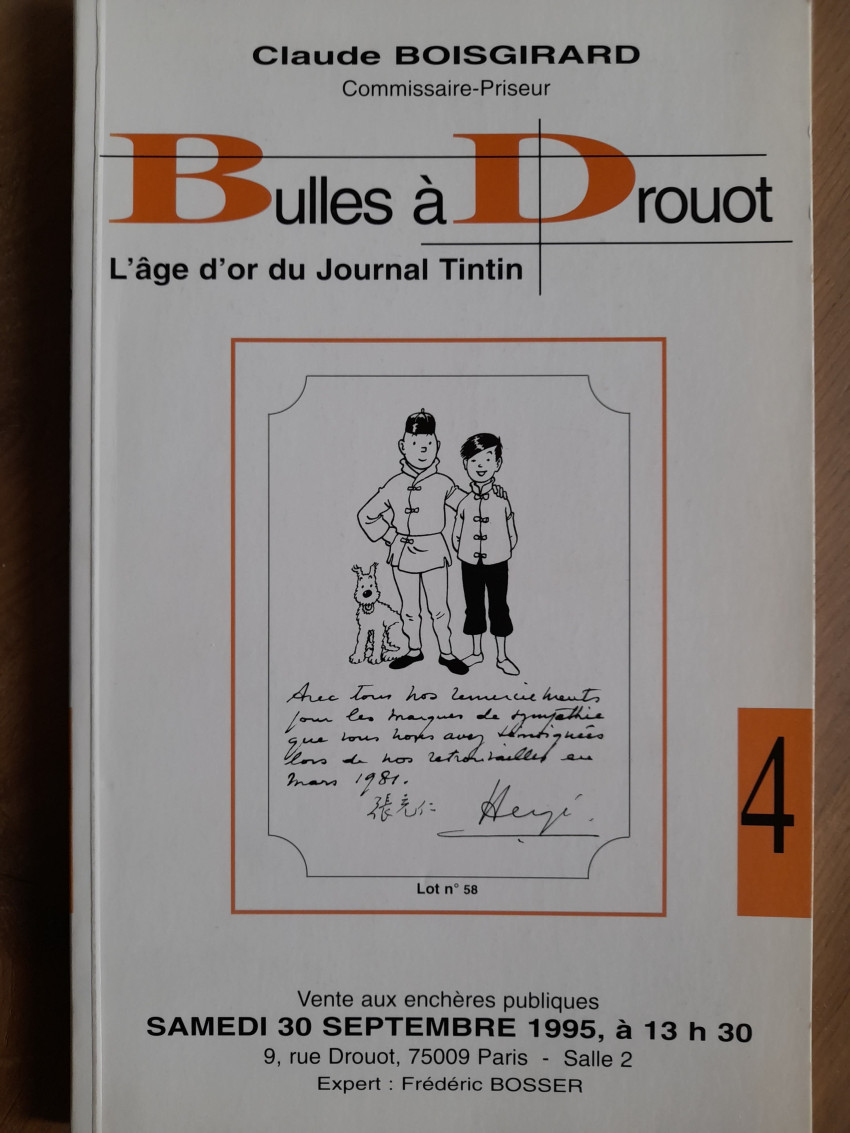 Claude BOISGIRARD
Commissaire-Priseur
Bulles à Drouot
L'âge d'or du Journal Tintin
Avec tous nos remerciements
pour les marques de sympathie
que vous nous avez témoignées
lors de nos retrouvailles en
mars 1981.
張充仁 Hergé.
Lot n° 58
4
Vente aux enchères publiques
SAMEDI 30 SEPTEMBRE 1995, à 13 h 30
9, rue Drouot, 75009 Paris - Salle 2
Expert : Frédéric BOSSER